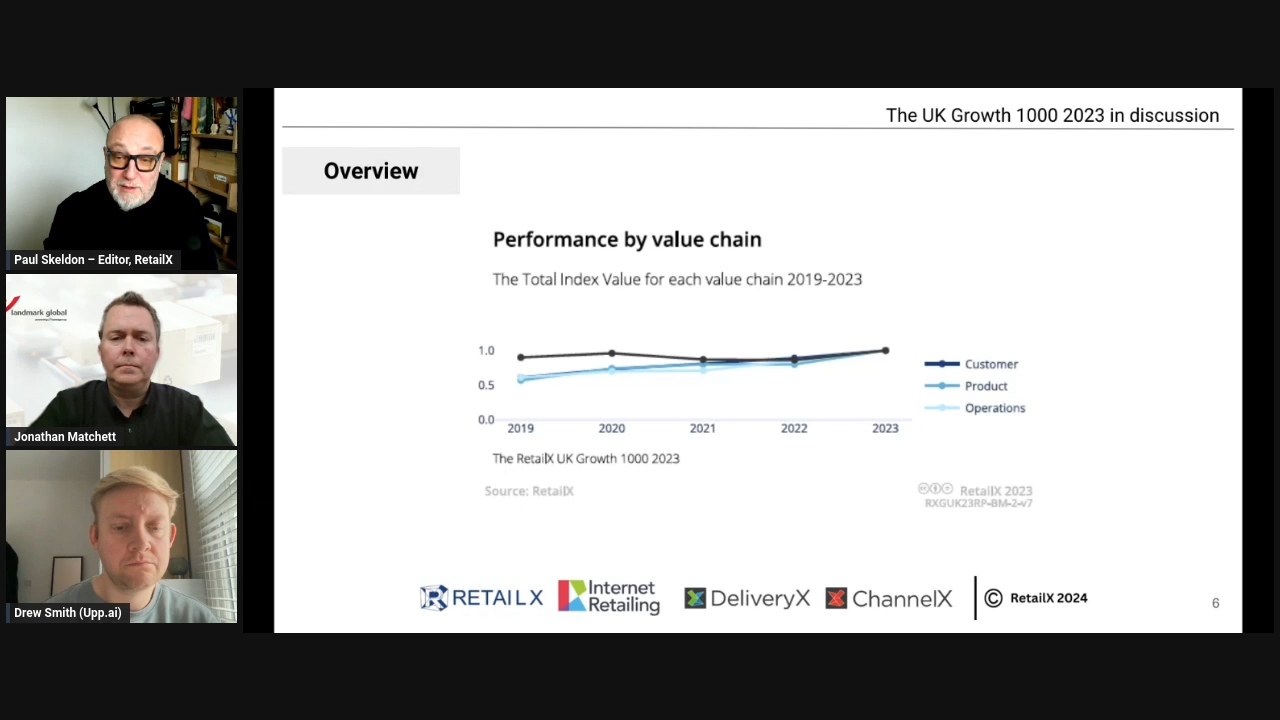 The UK Growth 1000 2023 in discussion
Overview
Performance by value chain
The Total Index Value for each value chain 2019-2023
1.0
0.5
0.0
2019 2020 2021 2022 2023
Customer
Product
Operations
The RetailX UK Growth 1000 2023
Source: RetailX
RetailX 2023
RXGUK23RP-BM-2-v7
RETAIL X
Internet
Retailing
DeliveryX
ChannelX
© RetailX 2024
6
Paul Skeldon – Editor, RetailX
landmark global
Jonathan Matchett
Drew Smith (Upp.ai)